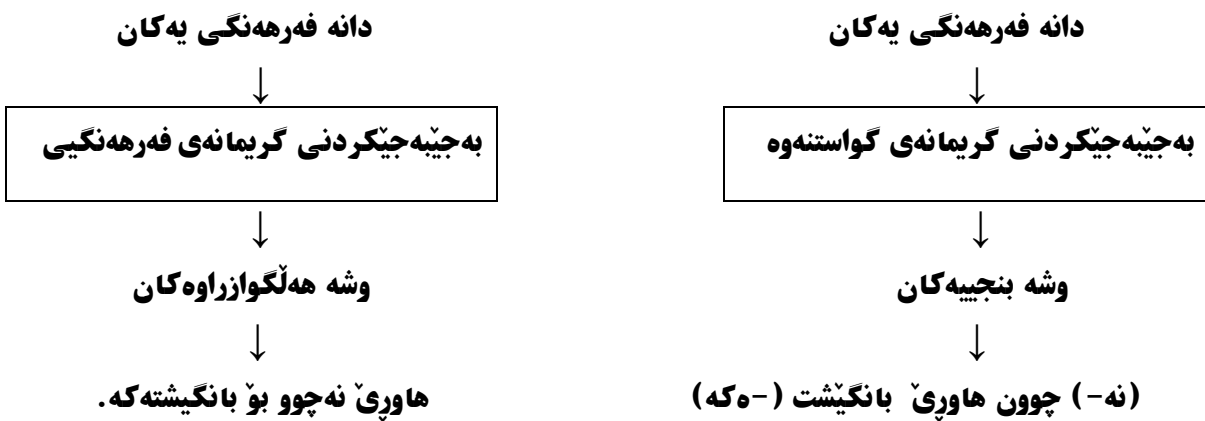 دانە فەرهەنگی یەکان
↓
بەجێبەجێکردنی گریمانەی گواستنەوە
↓
وشە بنجییەکان
↓
(نە-) چوون هاوڕێ بانگێشت (-ەکە)
دانە فەرهەنگی یەکان
↓
بەجێبەجێکردنی گریمانەی فەرهەنگیی
↓
وشە هەڵگوازراوەکان
↓
هاوڕێ نەچوو بۆ بانگیشتەکە.